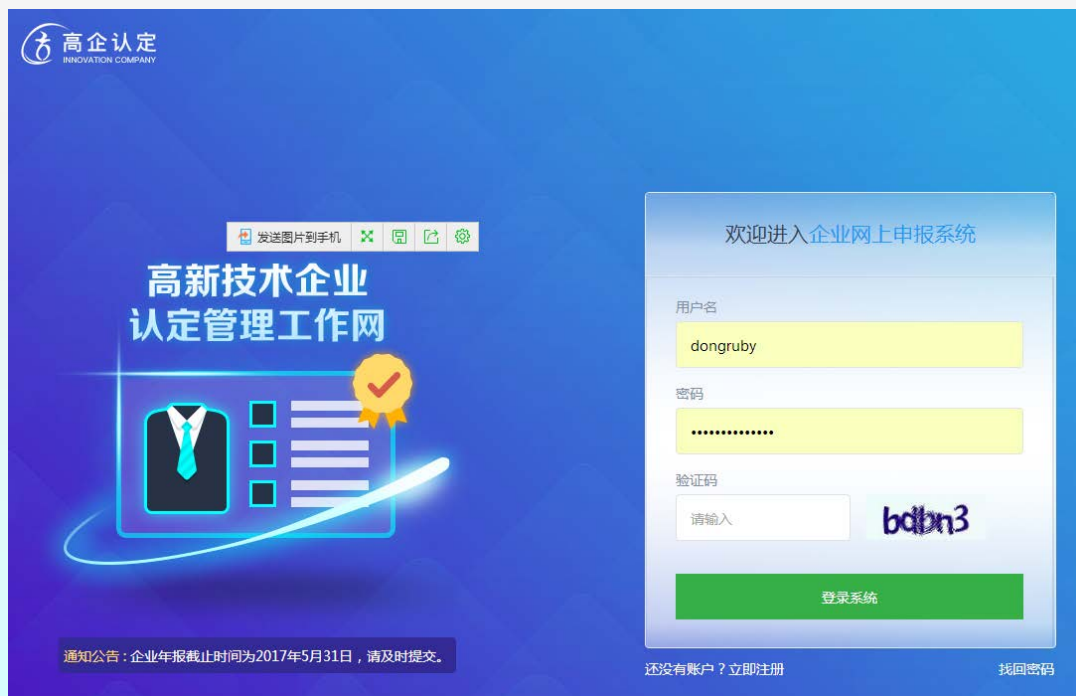 高企认定
INNOVATION COMPANY
发送图片到手机
高新技术企业
认定管理工作网
通知公告：企业年报截止时间为2017年5月31日，请及时提交。
欢迎进入企业网上申报系统
用户名
dongruby
密码
••••••••••••••
验证码
请输入
bdbn3
登录系统
还没有账户？立即注册
找回密码